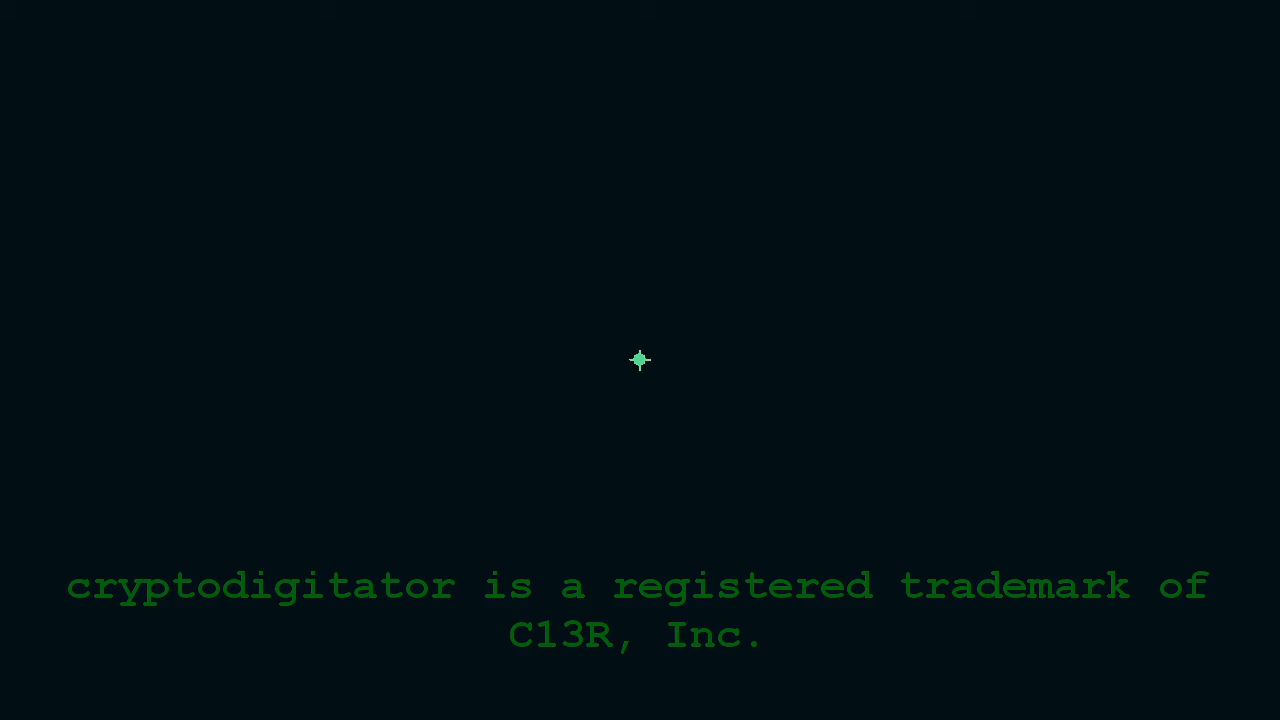 cryptodigitator is a registered trademark of
C13R, Inc.